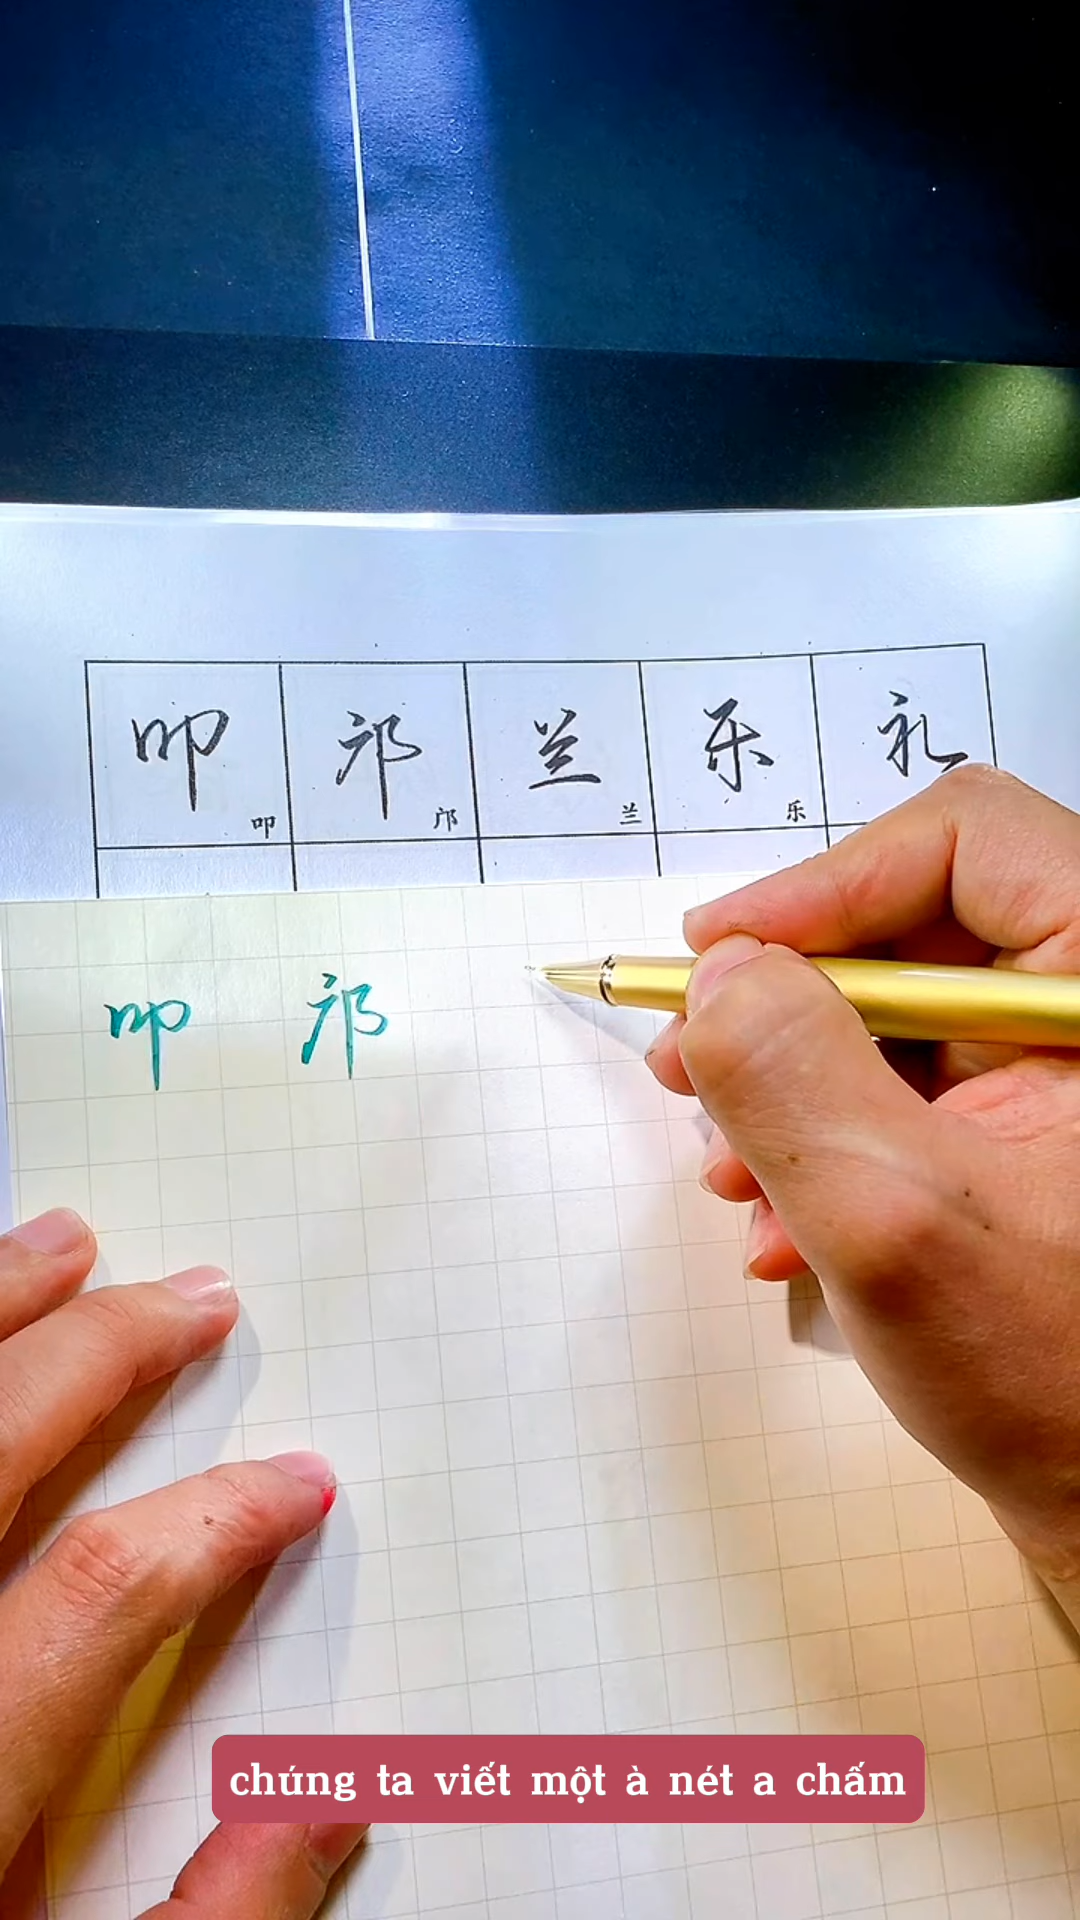 叩 邝 兰 乐 礼
叩 邝 兰 乐
叩 邝
chúng ta viết một à nét a chấm